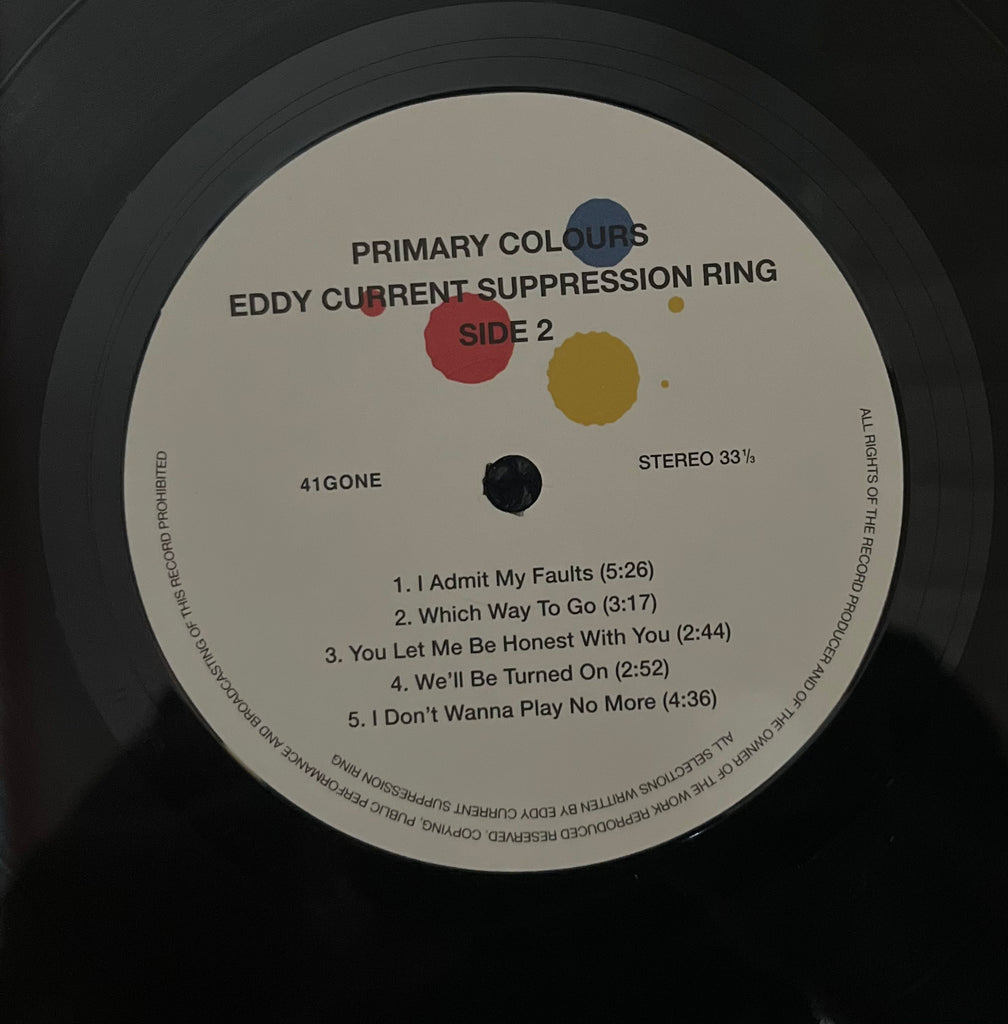 PRIMARY COLOURS
EDDY CURRENT SUPPRESSION RING
SIDE 2
41GONE
STEREO 33⅓
1. I Admit My Faults (5:26)
2. Which Way To Go (3:17)
3. You Let Me Be Honest With You (2:44)
4. We'll Be Turned On (2:52)
5. I Don't Wanna Play No More (4:36)
ALL SELECTIONS WRITTEN BY EDDY CURRENT SUPPRESSION RING
ALL RIGHTS OF THE RECORD PRODUCER AND OF THE OWNER OF THE WORK REPRODUCED RESERVED. COPYING, PUBLIC PERFORMANCE AND BROADCASTING OF THIS RECORD PROHIBITED